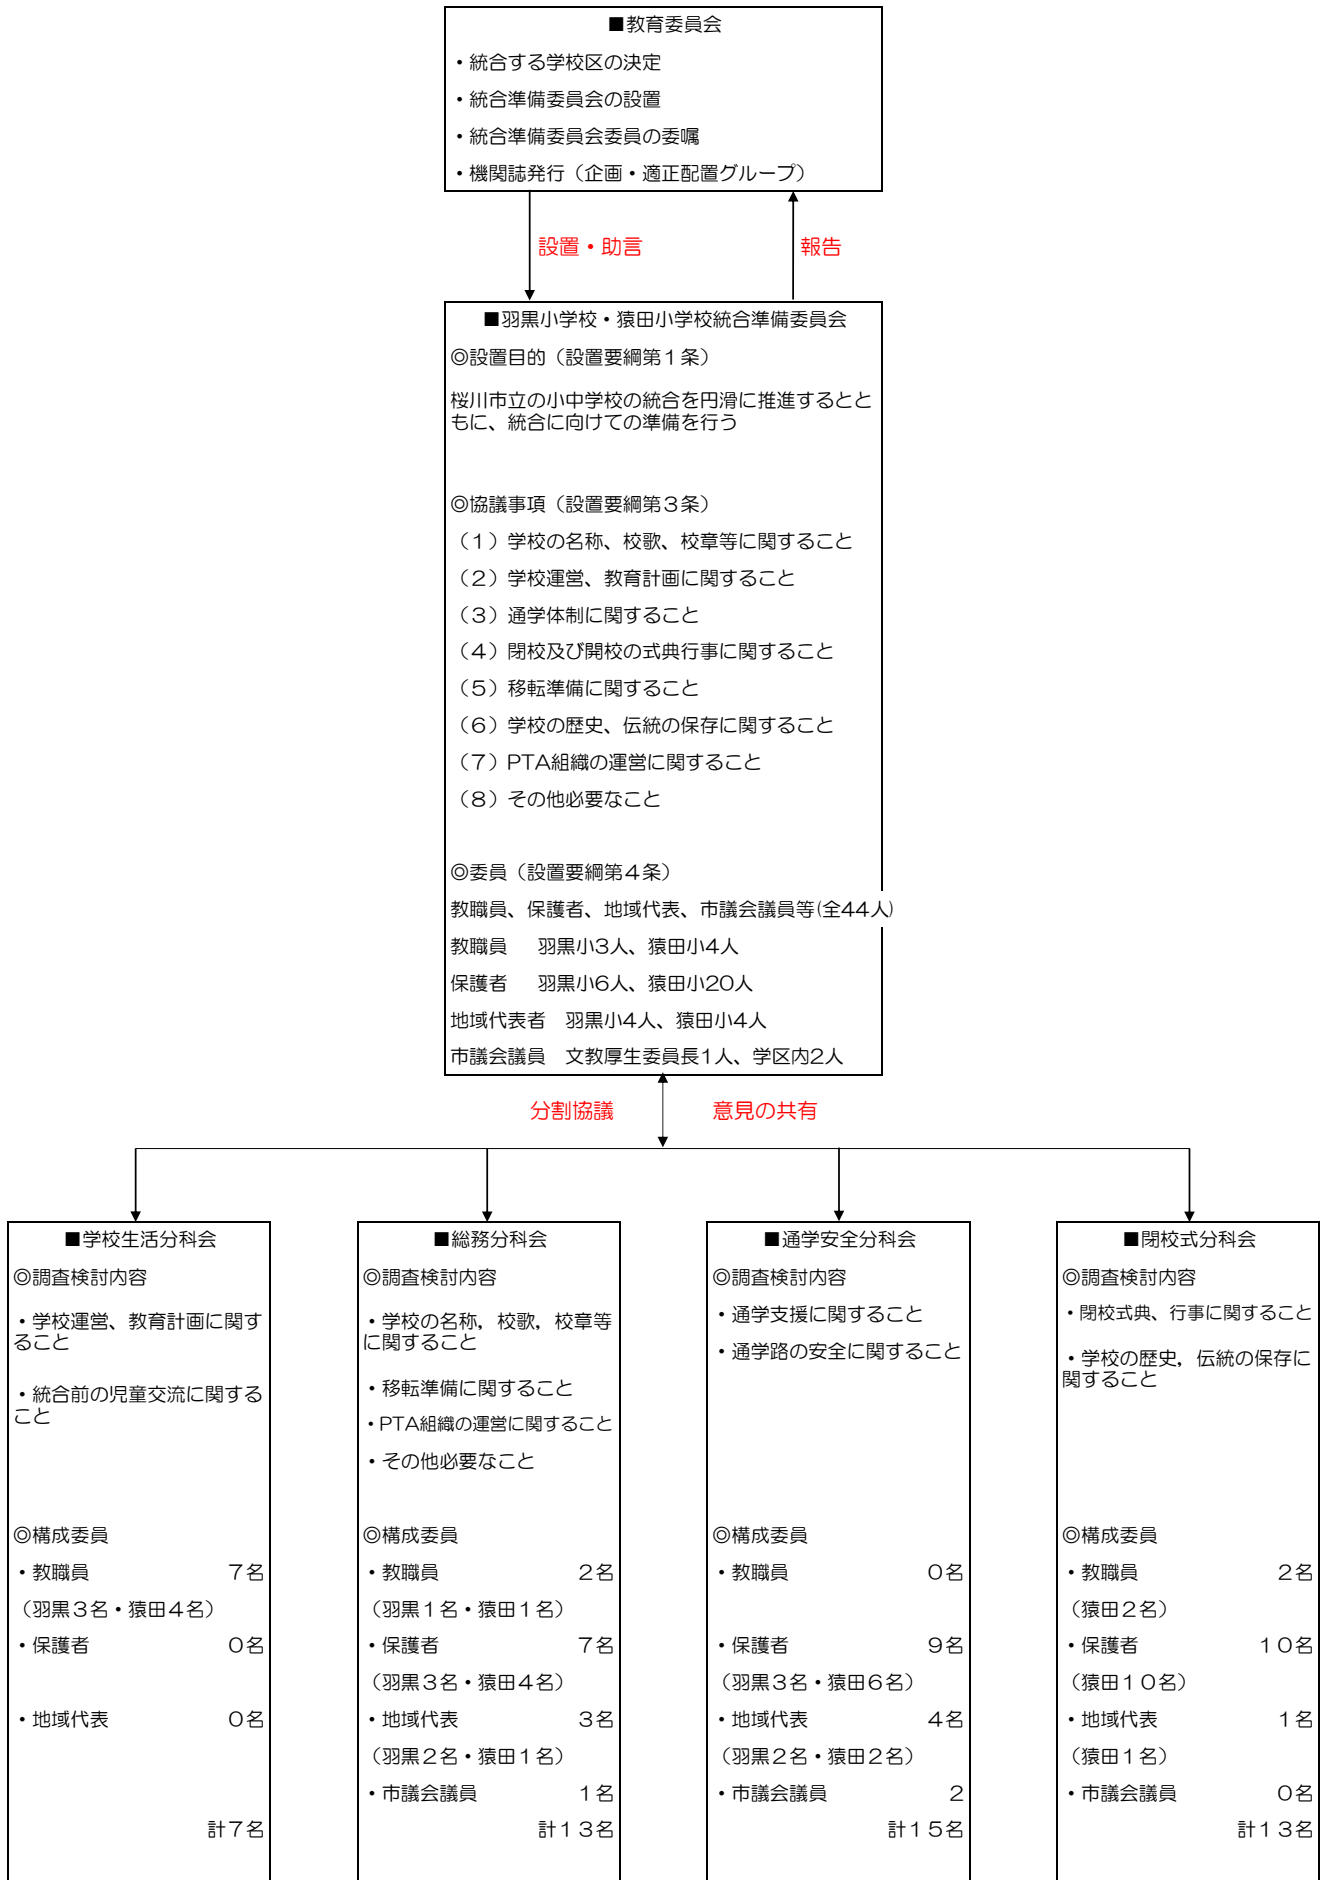 ■教育委員会
・統合する学校区の決定
・統合準備委員会の設置
・統合準備委員会委員の委嘱
・機関誌発行（企画・適正配置グループ）
設置・助言
報告
■羽黒小学校・猿田小学校統合準備委員会
◎設置目的（設置要綱第１条）
桜川市立の小中学校の統合を円滑に推進するとと
もに、統合に向けての準備を行う
◎協議事項（設置要綱第３条）
（１）学校の名称、校歌、校章等に関すること
（２）学校運営、教育計画に関すること
（３）通学体制に関すること
（４）閉校及び開校の式典行事に関すること
（５）移転準備に関すること
（６）学校の歴史、伝統の保存に関すること
（７）PTA組織の運営に関すること
（８）その他必要なこと
◎委員（設置要綱第４条）
教職員、保護者、地域代表、市議会議員等(全44人)
教職員　羽黒小3人、猿田小4人
保護者　羽黒小6人、猿田小20人
地域代表者　羽黒小4人、猿田小4人
市議会議員　文教厚生委員長1人、学区内2人
分割協議
意見の共有
■学校生活分科会
◎調査検討内容
・学校運営、教育計画に関す
ること
・統合前の児童交流に関する
こと
◎構成委員
・教職員　７名
（羽黒３名・猿田４名）
・保護者　０名
・地域代表　０名
計７名
■総務分科会
◎調査検討内容
・学校の名称，校歌，校章等
に関すること
・移転準備に関すること
・PTA組織の運営に関すること
・その他必要なこと
◎構成委員
・教職員　２名
（羽黒１名・猿田１名）
・保護者　７名
（羽黒３名・猿田４名）
・地域代表　３名
（羽黒２名・猿田１名）
・市議会議員　１名
計１３名
■通学安全分科会
◎調査検討内容
・通学支援に関すること
・通学路の安全に関すること
◎構成委員
・教職員　０名
・保護者　９名
（羽黒３名・猿田６名）
・地域代表　４名
（羽黒２名・猿田２名）
・市議会議員　２
計１５名
■閉校式分科会
◎調査検討内容
・閉校式典、行事に関すること
・学校の歴史，伝統の保存に
関すること
◎構成委員
・教職員　２名
（猿田２名）
・保護者　１０名
（猿田１０名）
・地域代表　１名
（猿田１名）
・市議会議員　０名
計１３名